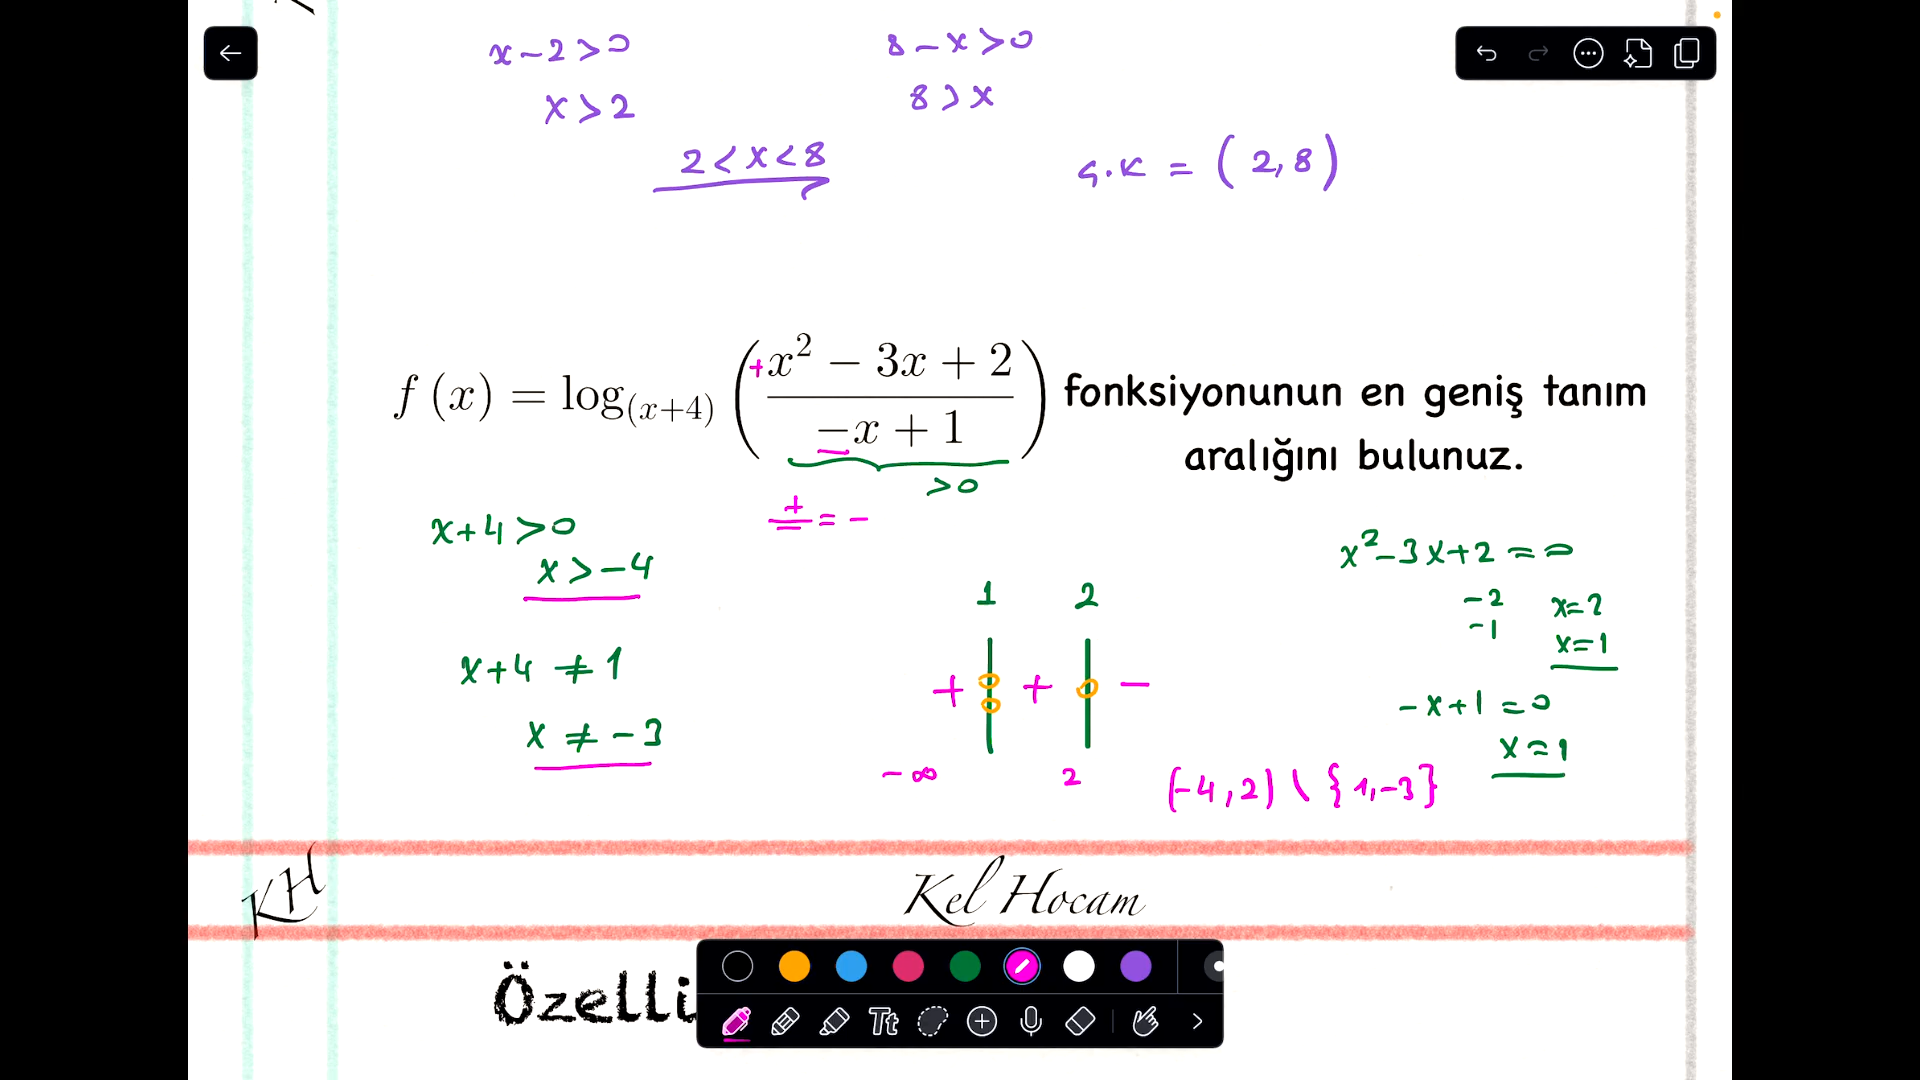 x-2>0 8-x>0
x>2 8>x
2<x<8 Ç.K = (2,8)
f(x) = log_(x+4) ((+x²-3x+2)/(-x+1)) fonksiyonunun en geniş tanım
aralığını bulunuz.
>0
+/- = -
x+4>0
x>-4
x+4≠1
x≠-3
1 2
+ + -
-∞ 2
(-4,2) \ {1,-3}
x²-3x+2=0
-2 x=2
-1 x=1
-x+1=0
x=1
KH Kel Hocam
Özelli
Tt